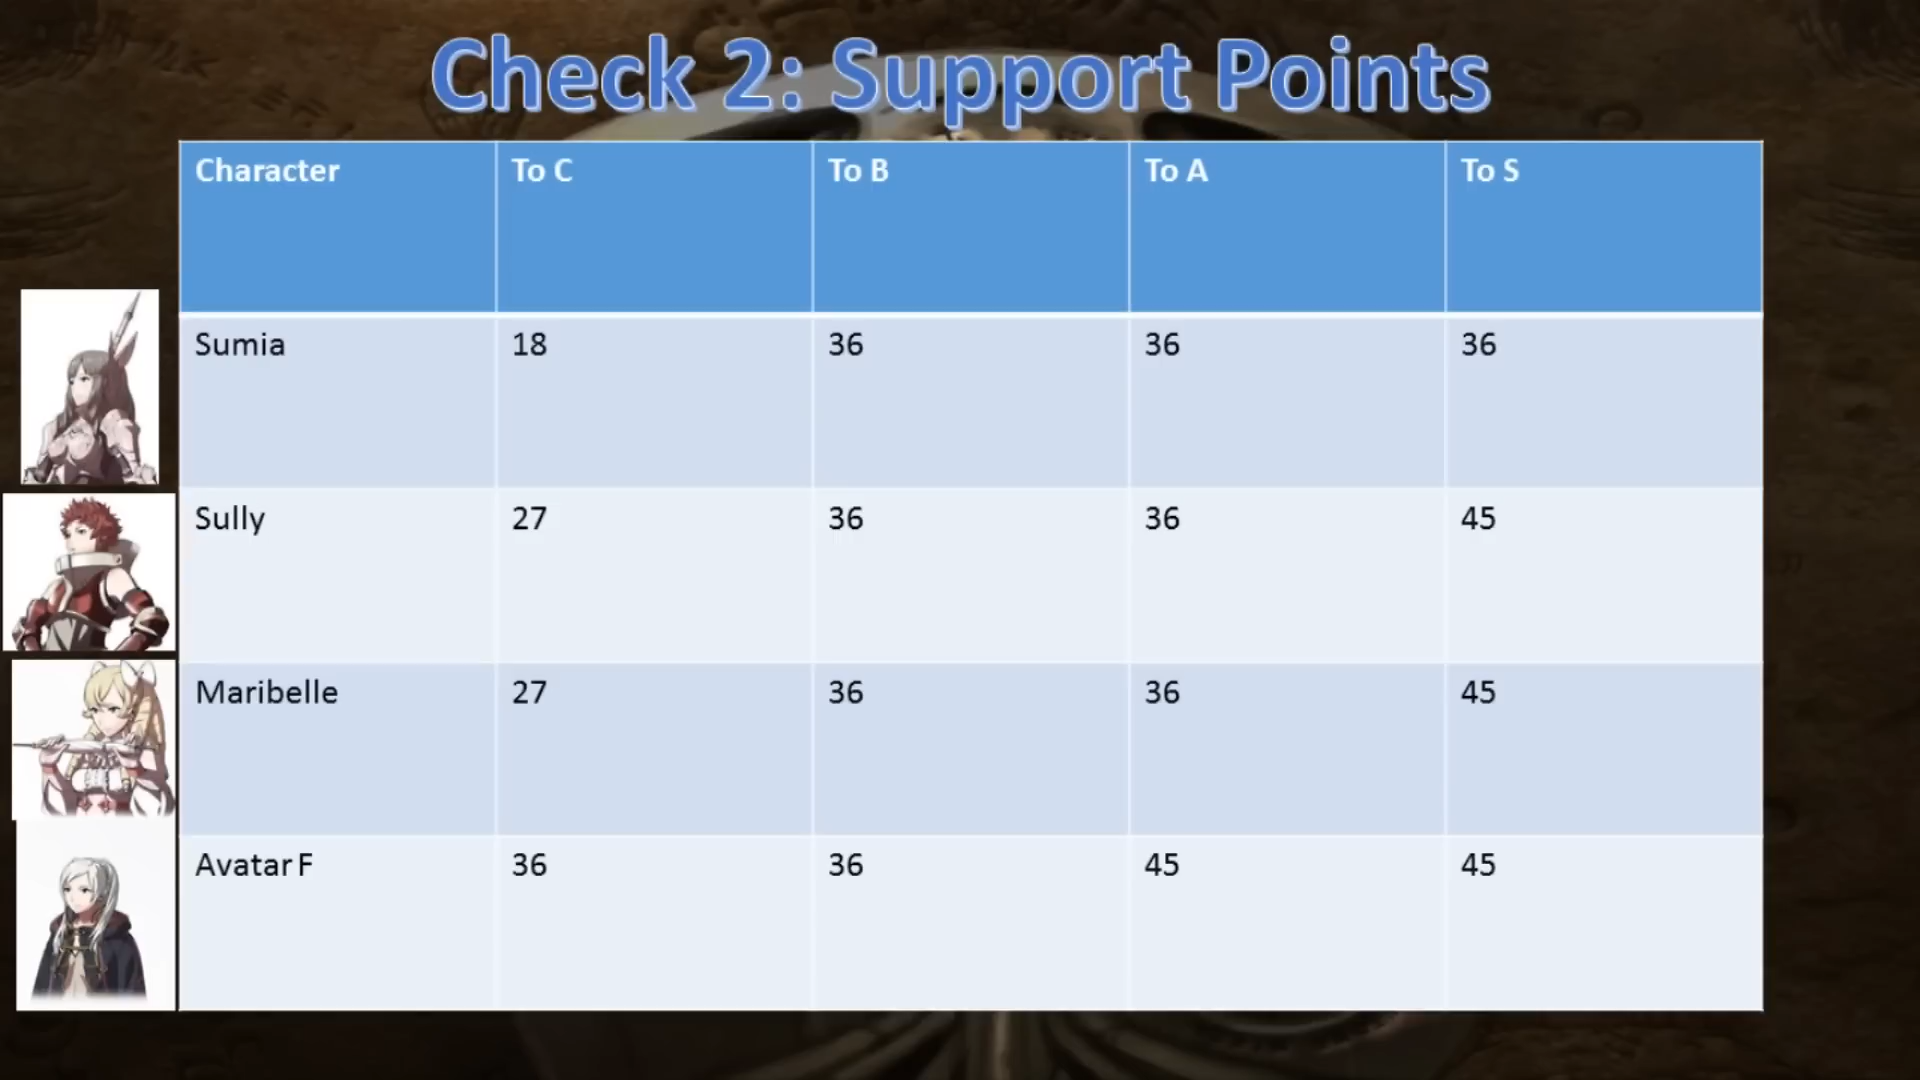 Check 2: Support Points
Character To C To B To A To S
Sumia 18 36 36 36
Sully 27 36 36 45
Maribelle 27 36 36 45
Avatar F 36 36 45 45